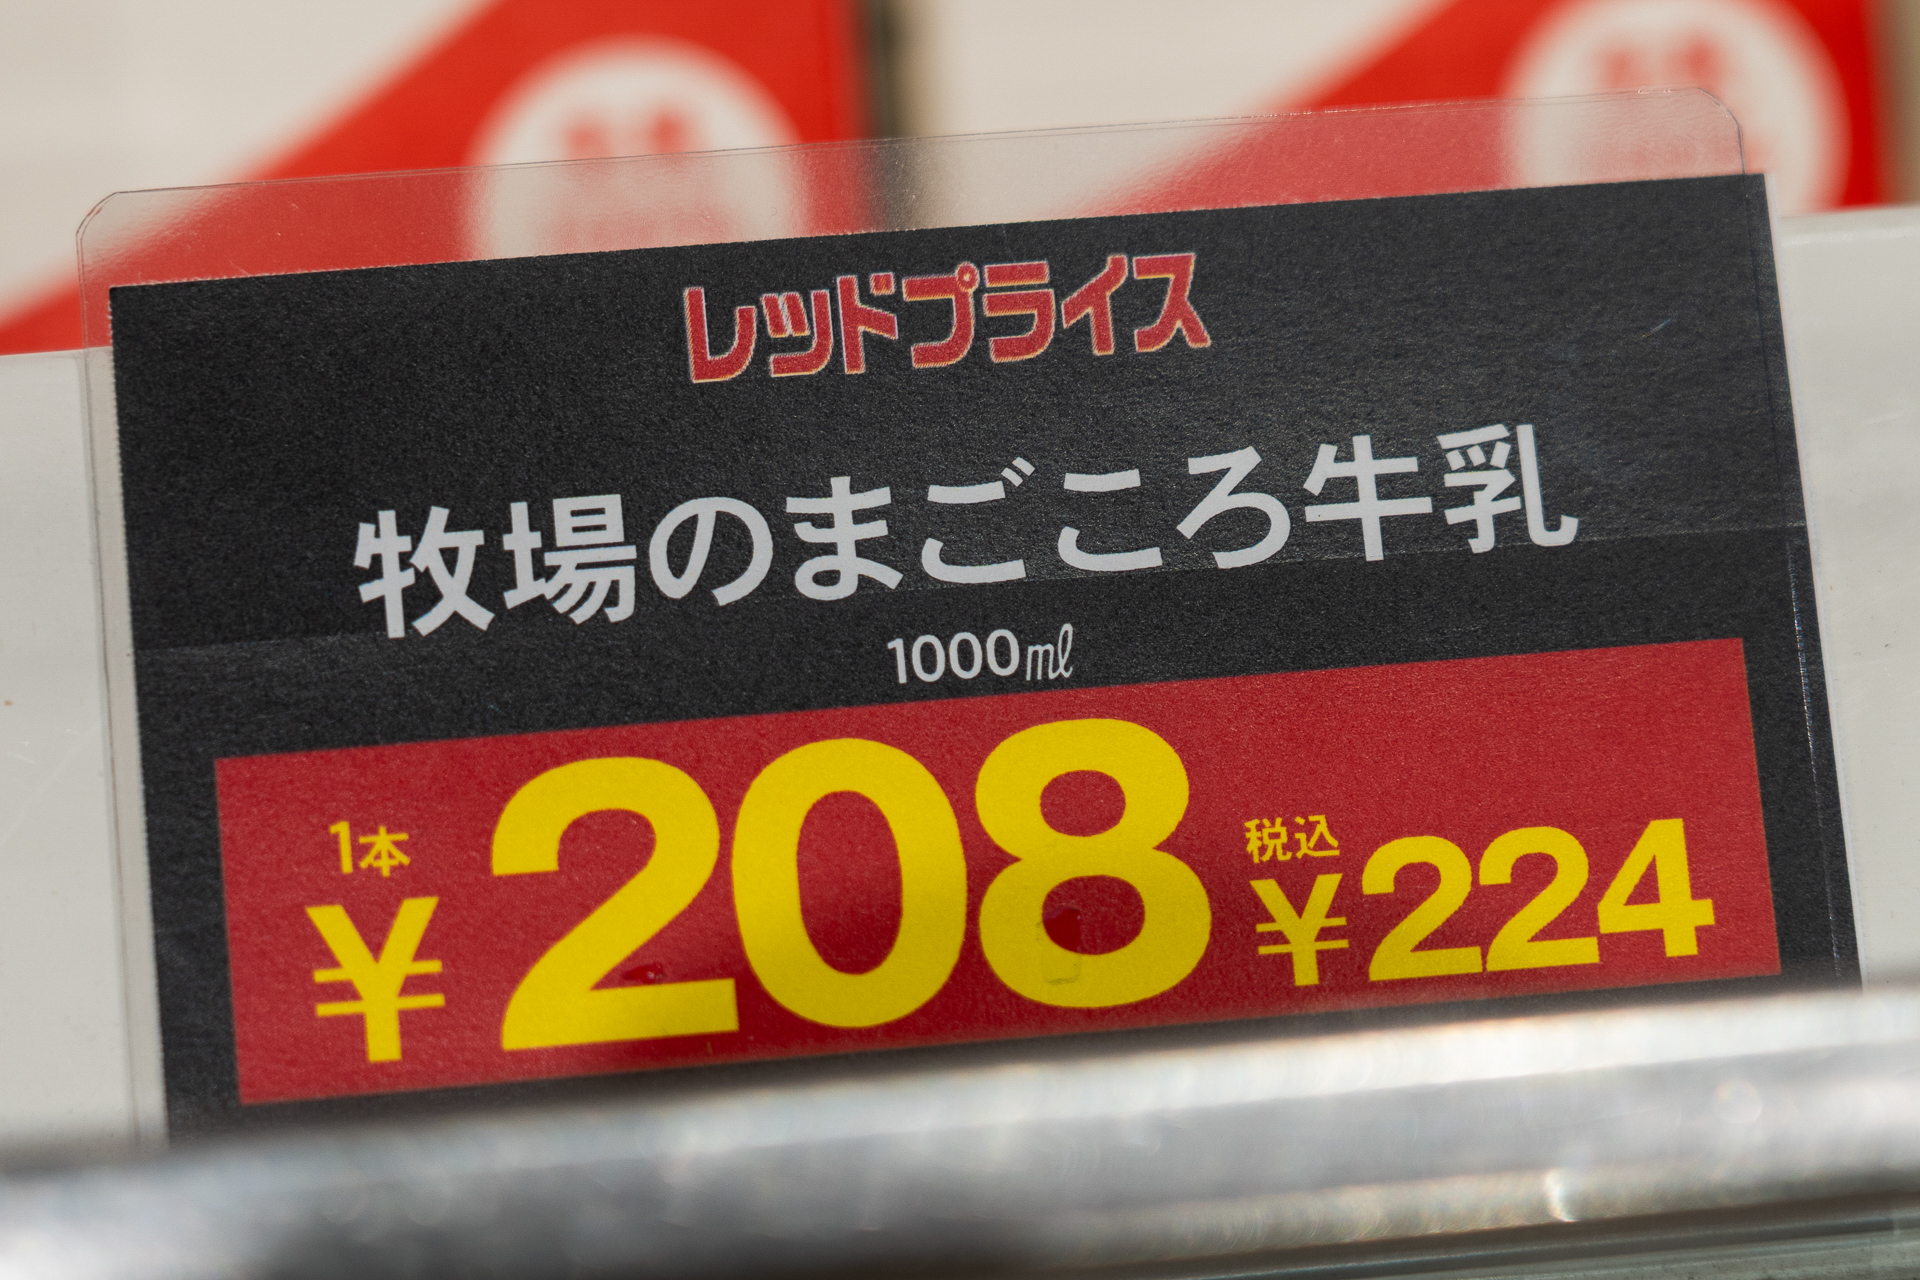 レッドプライス
牧場のまごころ牛乳
1000㎖
1本
¥208
税込
¥224